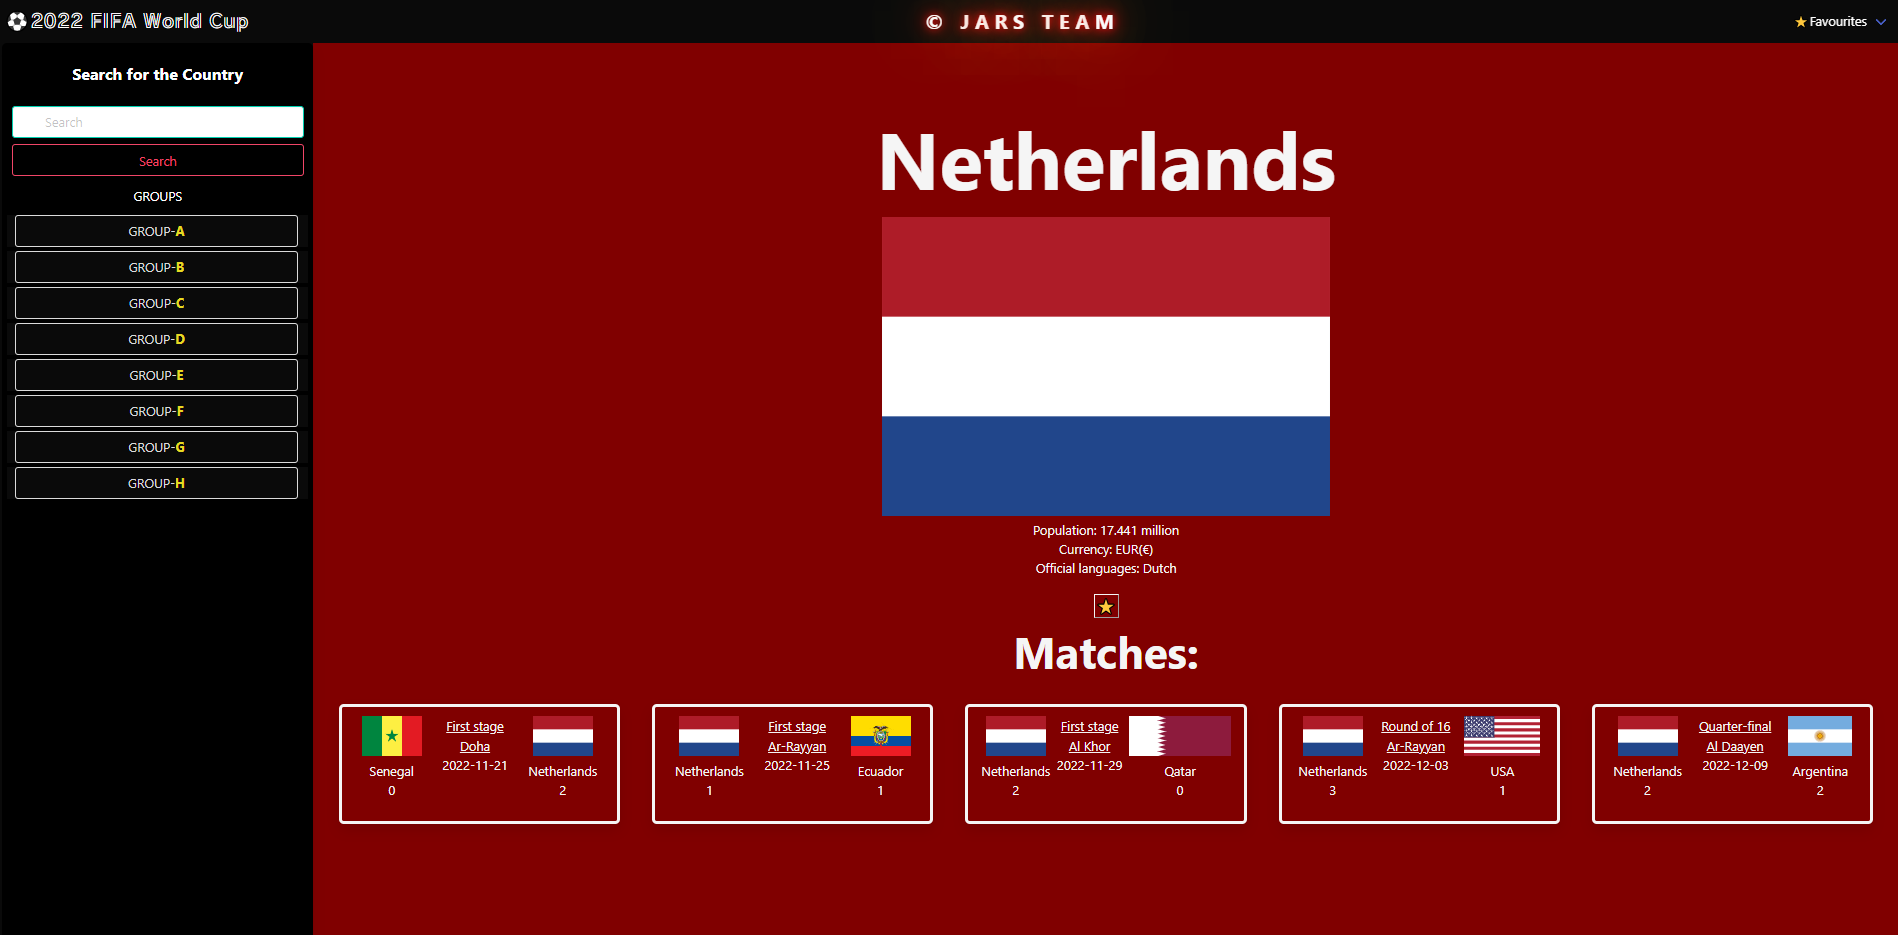 2022 FIFA World Cup
© JARS TEAM
Favourites
Search for the Country
Search
Search
GROUPS
GROUP-A
GROUP-B
GROUP-C
GROUP-D
GROUP-E
GROUP-F
GROUP-G
GROUP-H
Netherlands
Population: 17.441 million
Currency: EUR(€)
Official languages: Dutch
Matches:
First stage
Doha
2022-11-21
Senegal
0
Netherlands
2
First stage
Ar-Rayyan
2022-11-25
Netherlands
1
Ecuador
1
First stage
Al Khor
2022-11-29
Netherlands
2
Qatar
0
Round of 16
Ar-Rayyan
2022-12-03
Netherlands
3
USA
1
Quarter-final
Al Daayen
2022-12-09
Netherlands
2
Argentina
2